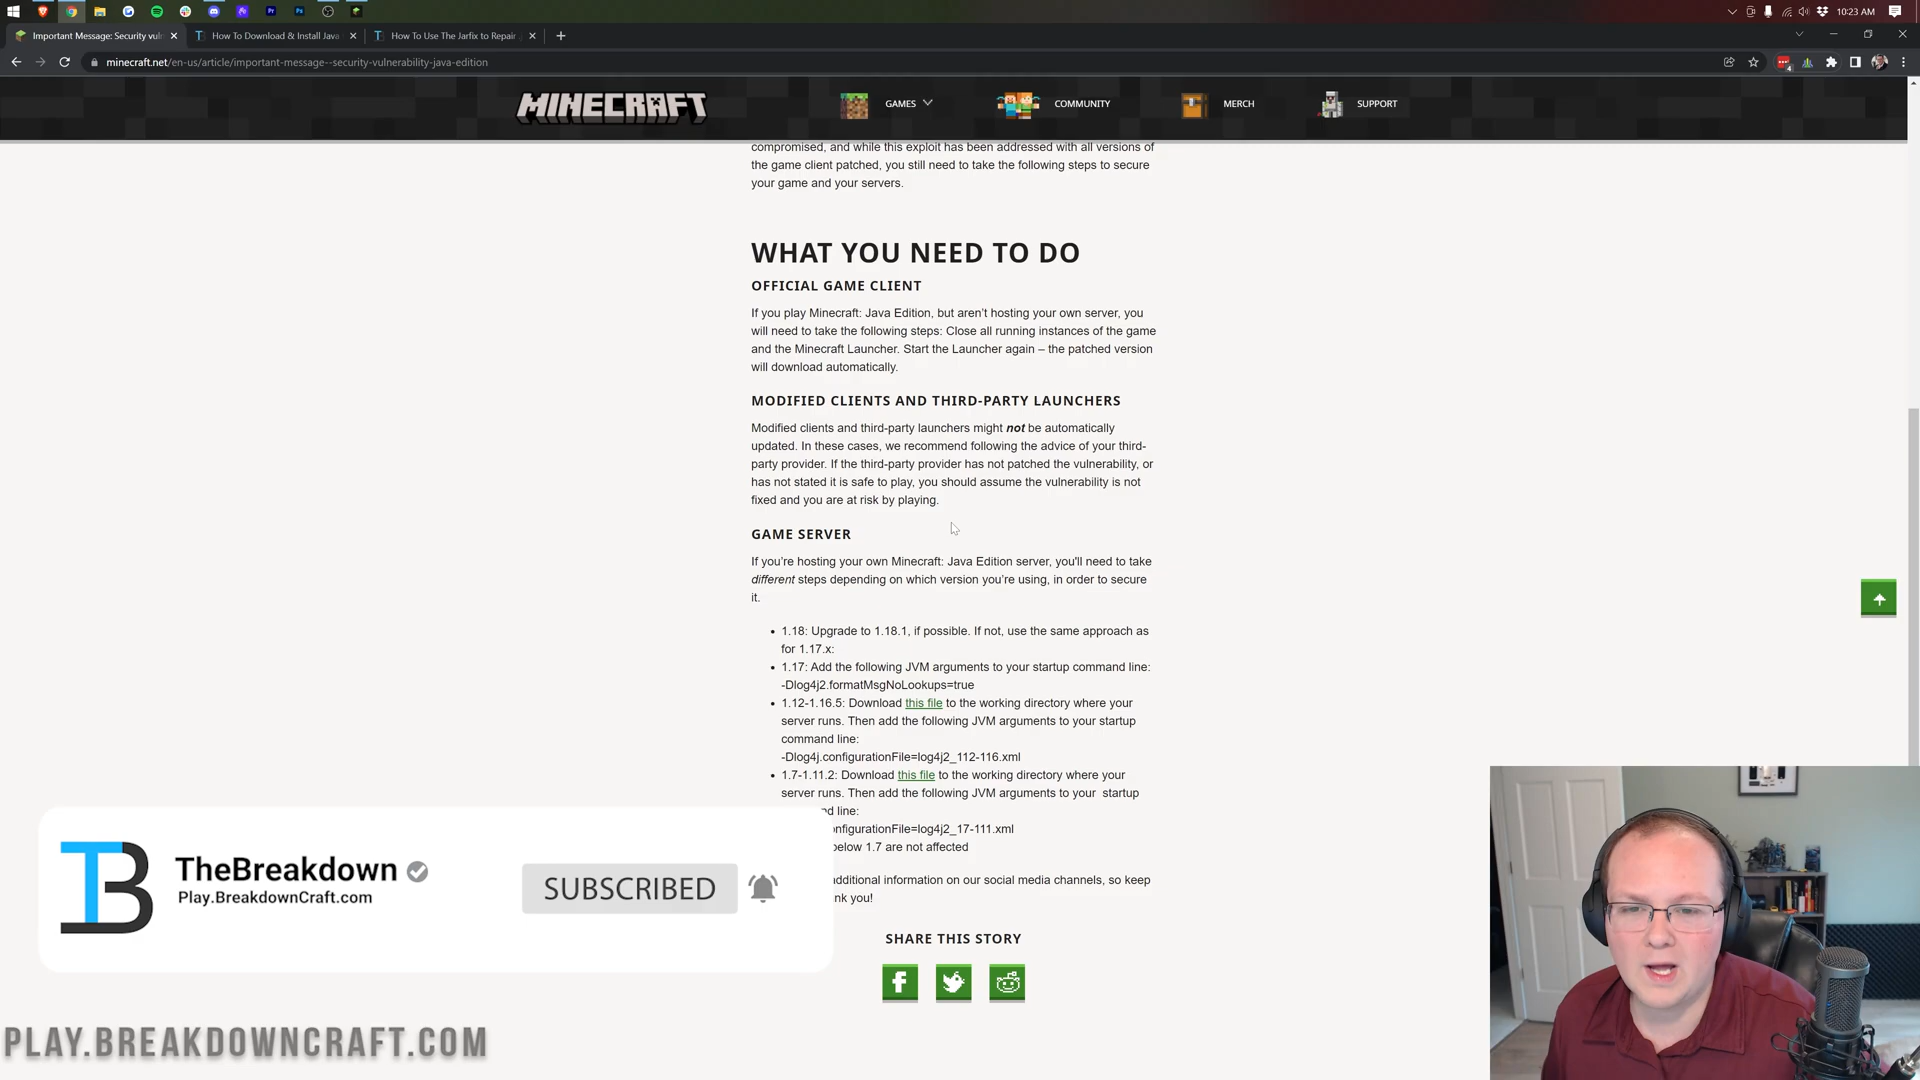 10:23 AM
Important Message: Security vul
How To Download & Install Java
How To Use The Jarfix to Repair
minecraft.net/en-us/article/important-message--security-vulnerability-java-edition
4
MINECRAFT
GAMES
COMMUNITY
MERCH
SUPPORT
compromised, and while this exploit has been addressed with all versions of
the game client patched, you still need to take the following steps to secure
your game and your servers.
WHAT YOU NEED TO DO
OFFICIAL GAME CLIENT
If you play Minecraft: Java Edition, but aren’t hosting your own server, you
will need to take the following steps: Close all running instances of the game
and the Minecraft Launcher. Start the Launcher again – the patched version
will download automatically.
MODIFIED CLIENTS AND THIRD-PARTY LAUNCHERS
Modified clients and third-party launchers might not be automatically
updated. In these cases, we recommend following the advice of your third-
party provider. If the third-party provider has not patched the vulnerability, or
has not stated it is safe to play, you should assume the vulnerability is not
fixed and you are at risk by playing.
GAME SERVER
If you’re hosting your own Minecraft: Java Edition server, you'll need to take
different steps depending on which version you’re using, in order to secure
it.
• 1.18: Upgrade to 1.18.1, if possible. If not, use the same approach as
for 1.17.x:
• 1.17: Add the following JVM arguments to your startup command line:
-Dlog4j2.formatMsgNoLookups=true
• 1.12-1.16.5: Download this file to the working directory where your
server runs. Then add the following JVM arguments to your startup
command line:
-Dlog4j.configurationFile=log4j2_112-116.xml
• 1.7-1.11.2: Download this file to the working directory where your
server runs. Then add the following JVM arguments to your startup
nd line:
onfigurationFile=log4j2_17-111.xml
below 1.7 are not affected
additional information on our social media channels, so keep
nk you!
SHARE THIS STORY
TB
TheBreakdown
Play.BreakdownCraft.com
SUBSCRIBED
PLAY.BREAKDOWNCRAFT.COM